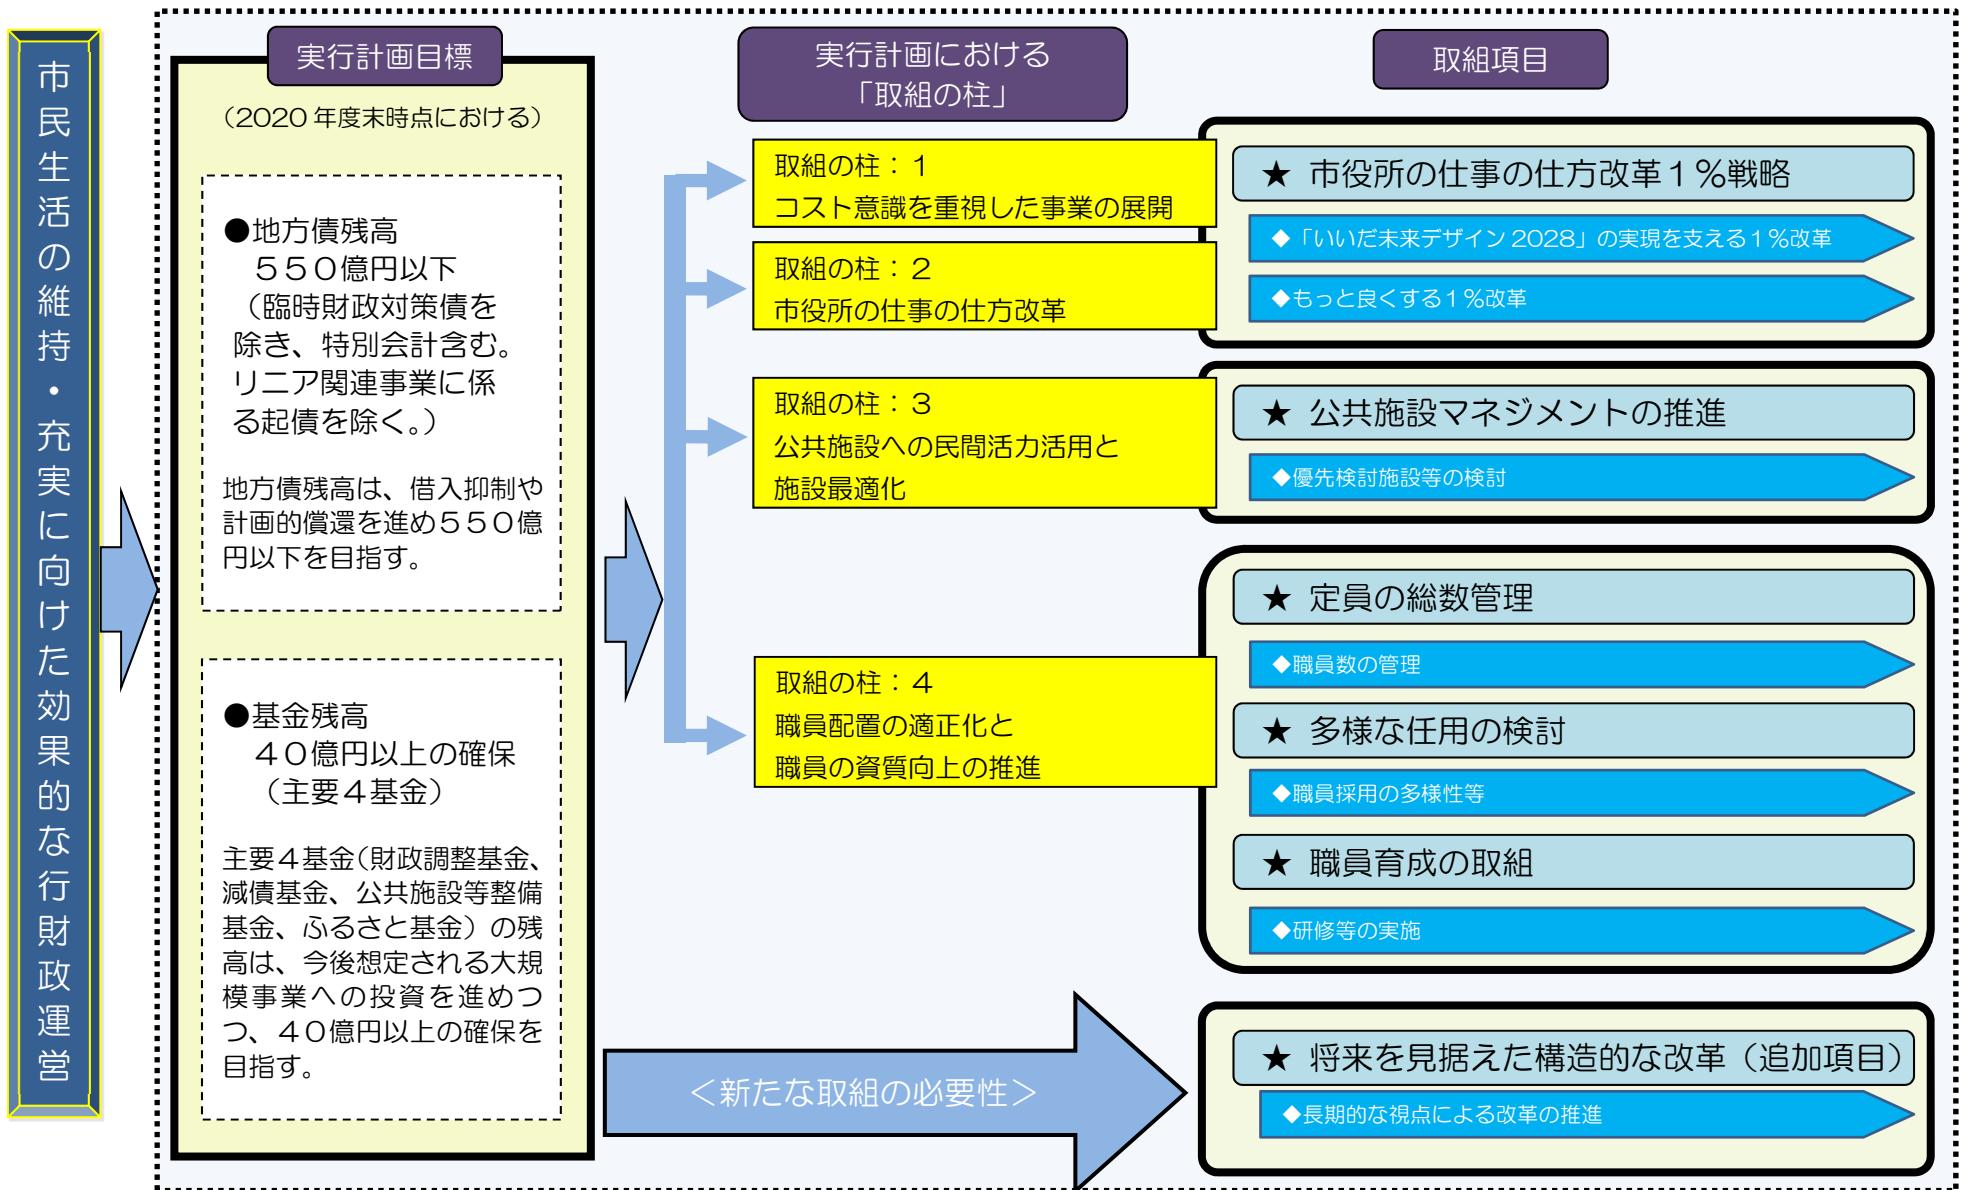 市民生活の維持・充実に向けた効果的な行財政運営
実行計画目標
（2020年度末時点における）
●地方債残高
５５０億円以下
（臨時財政対策債を
除き、特別会計含む。
リニア関連事業に係
る起債を除く。）
地方債残高は、借入抑制や
計画的償還を進め５５０億
円以下を目指す。
●基金残高
４０億円以上の確保
（主要４基金）
主要４基金（財政調整基金、
減債基金、公共施設等整備
基金、ふるさと基金）の残
高は、今後想定される大規
模事業への投資を進めつ
つ、４０億円以上の確保を
目指す。
実行計画における
「取組の柱」
取組の柱：１
コスト意識を重視した事業の展開
取組の柱：２
市役所の仕事の仕方改革
取組の柱：３
公共施設への民間活力活用と
施設最適化
取組の柱：４
職員配置の適正化と
職員の資質向上の推進
＜新たな取組の必要性＞
取組項目
★ 市役所の仕事の仕方改革１％戦略
◆「いいだ未来デザイン2028」の実現を支える１％改革
◆もっと良くする１％改革
★ 公共施設マネジメントの推進
◆優先検討施設等の検討
★ 定員の総数管理
◆職員数の管理
★ 多様な任用の検討
◆職員採用の多様性等
★ 職員育成の取組
◆研修等の実施
★ 将来を見据えた構造的な改革（追加項目）
◆長期的な視点による改革の推進